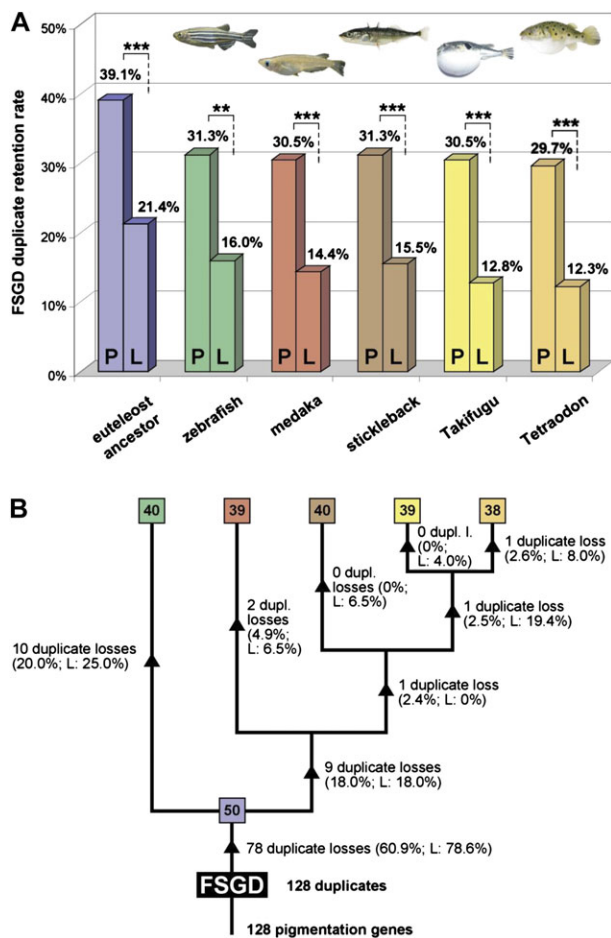 A
FSGD duplicate retention rate
50%
40%
30%
20%
10%
0%
39.1%
***
21.4%
31.3%
**
16.0%
30.5%
***
14.4%
31.3%
***
15.5%
30.5%
***
12.8%
29.7%
***
12.3%
P L
P L
P L
P L
P L
P L
euteleost
ancestor
zebrafish
medaka
stickleback
Takifugu
Tetraodon
B
40
39
40
39
38
0 dupl. l.
(0%;
L: 4.0%)
1 duplicate loss
(2.6%; L: 8.0%)
0 dupl.
losses (0%;
L: 6.5%)
2 dupl.
losses
(4.9%;
L: 6.5%)
1 duplicate loss
(2.5%; L: 19.4%)
10 duplicate losses
(20.0%; L: 25.0%)
1 duplicate loss
(2.4%; L: 0%)
9 duplicate losses
(18.0%; L: 18.0%)
50
78 duplicate losses (60.9%; L: 78.6%)
FSGD 128 duplicates
128 pigmentation genes